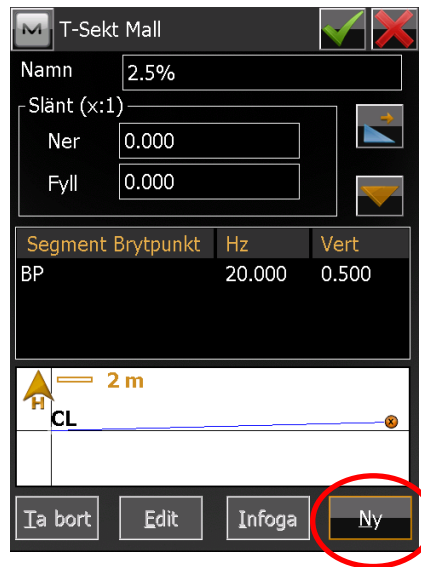 M T-Sekt Mall
Namn 2.5%
Slänt (x:1)
Ner 0.000
Fyll 0.000
Segment Brytpunkt Hz Vert
BP 20.000 0.500
2 m
H
CL
Ta bort Edit Infoga Ny